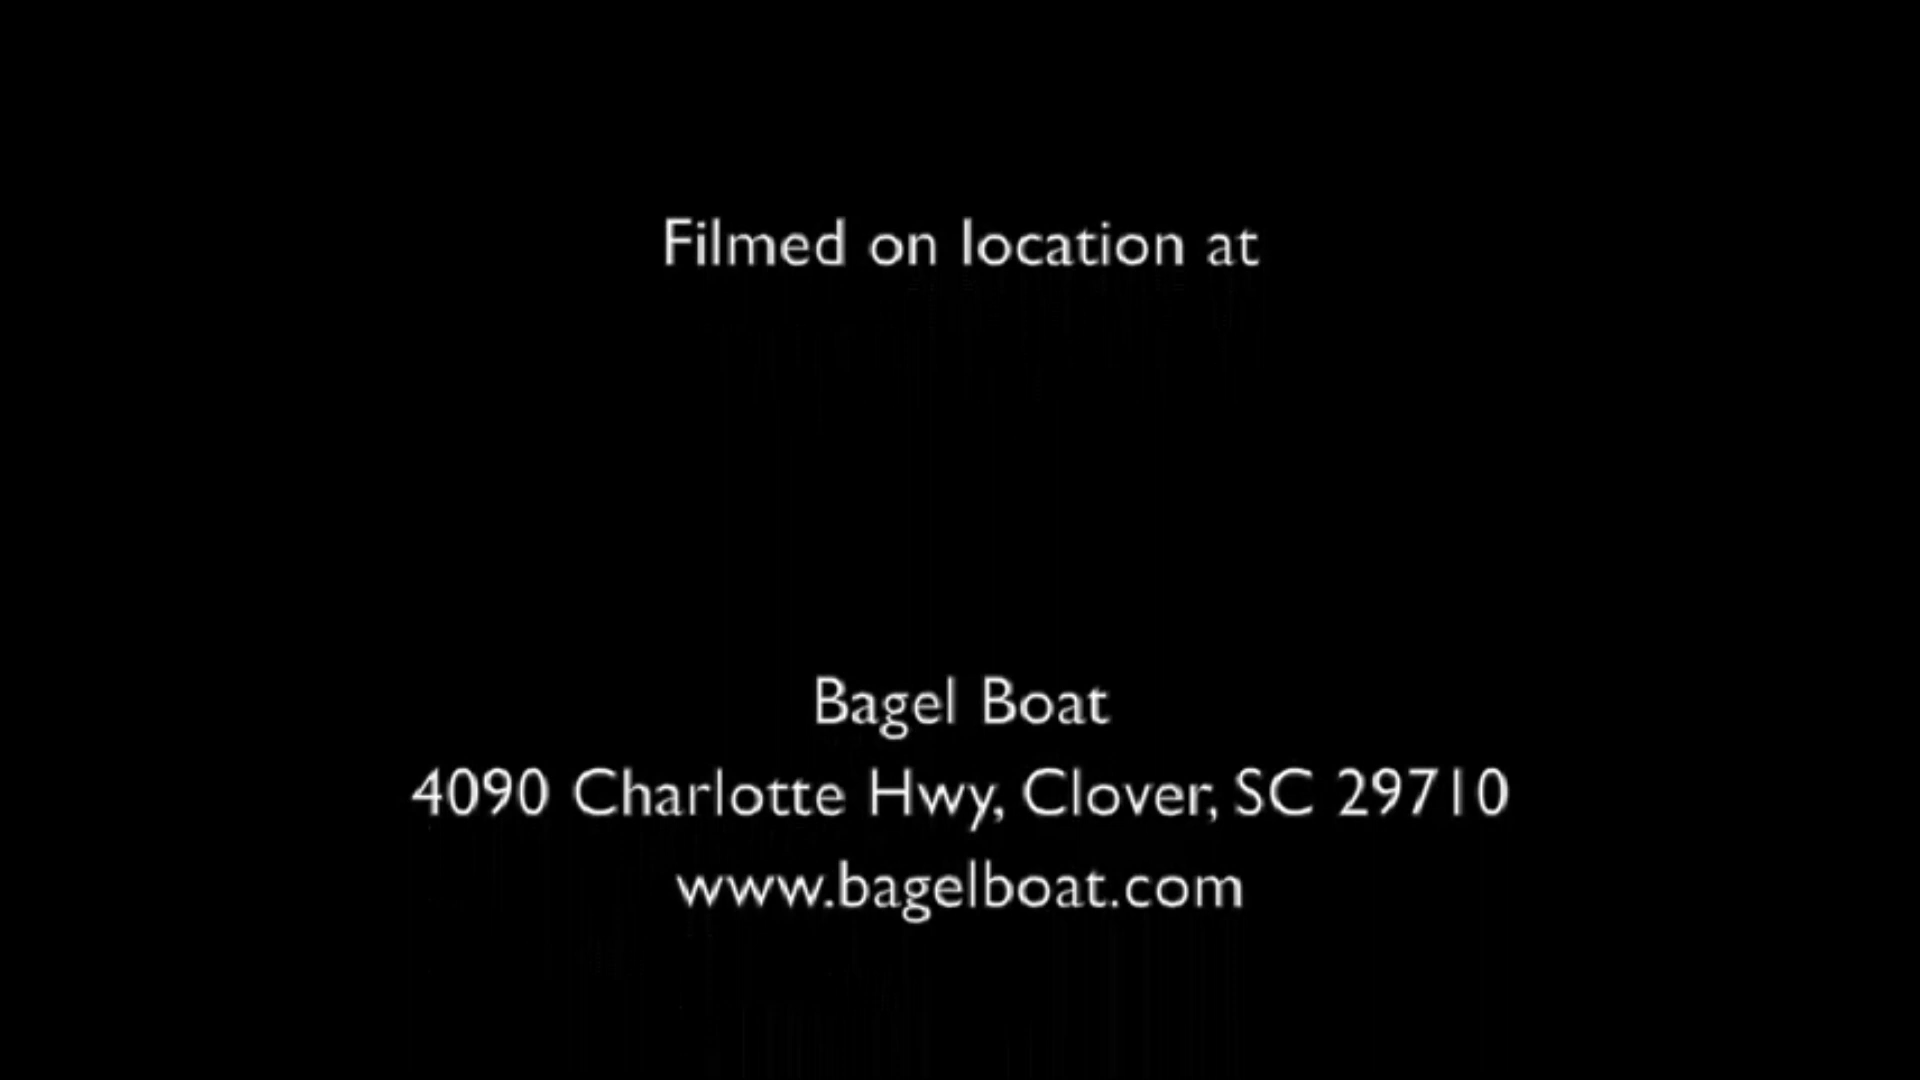 Filmed on location at
Bagel Boat
4090 Charlotte Hwy, Clover, SC 29710
www.bagelboat.com